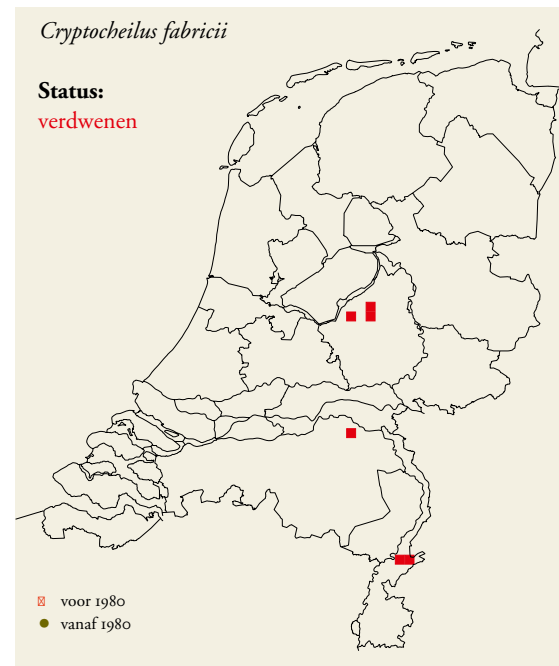 Cryptocheilus fabricii
Status:
verdwenen
voor 1980
vanaf 1980